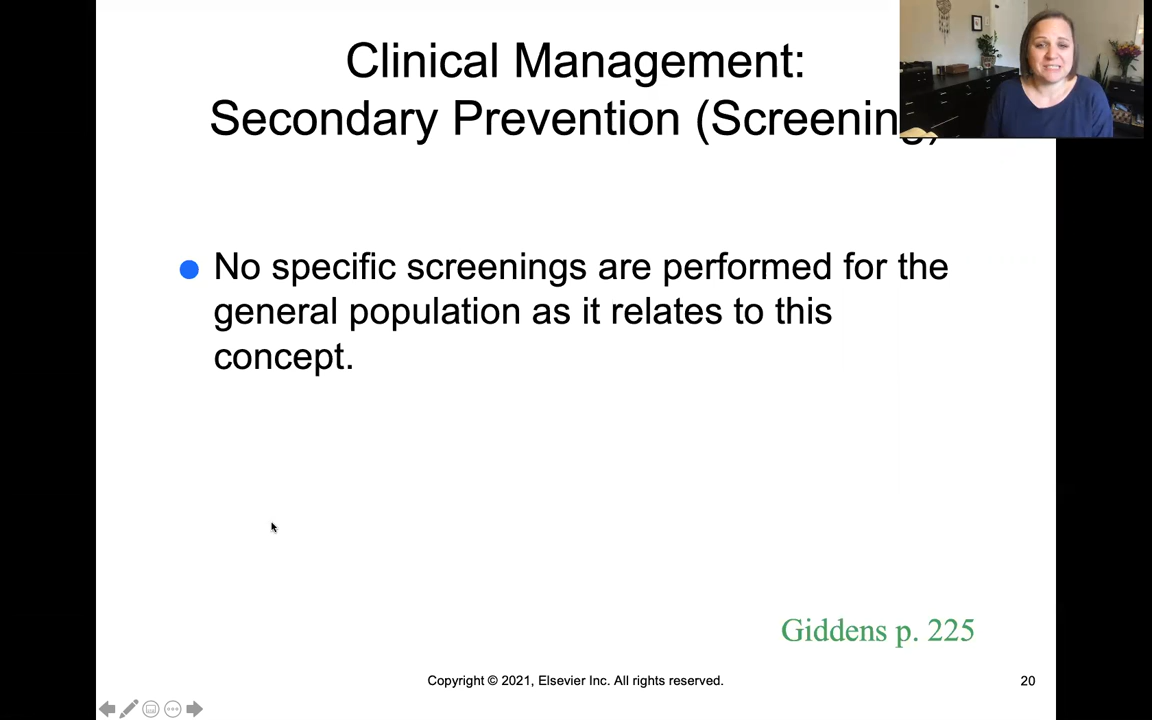 Clinical Management:
Secondary Prevention (Screening)
No specific screenings are performed for the
general population as it relates to this
concept.
Giddens p. 225
Copyright © 2021, Elsevier Inc. All rights reserved.
20